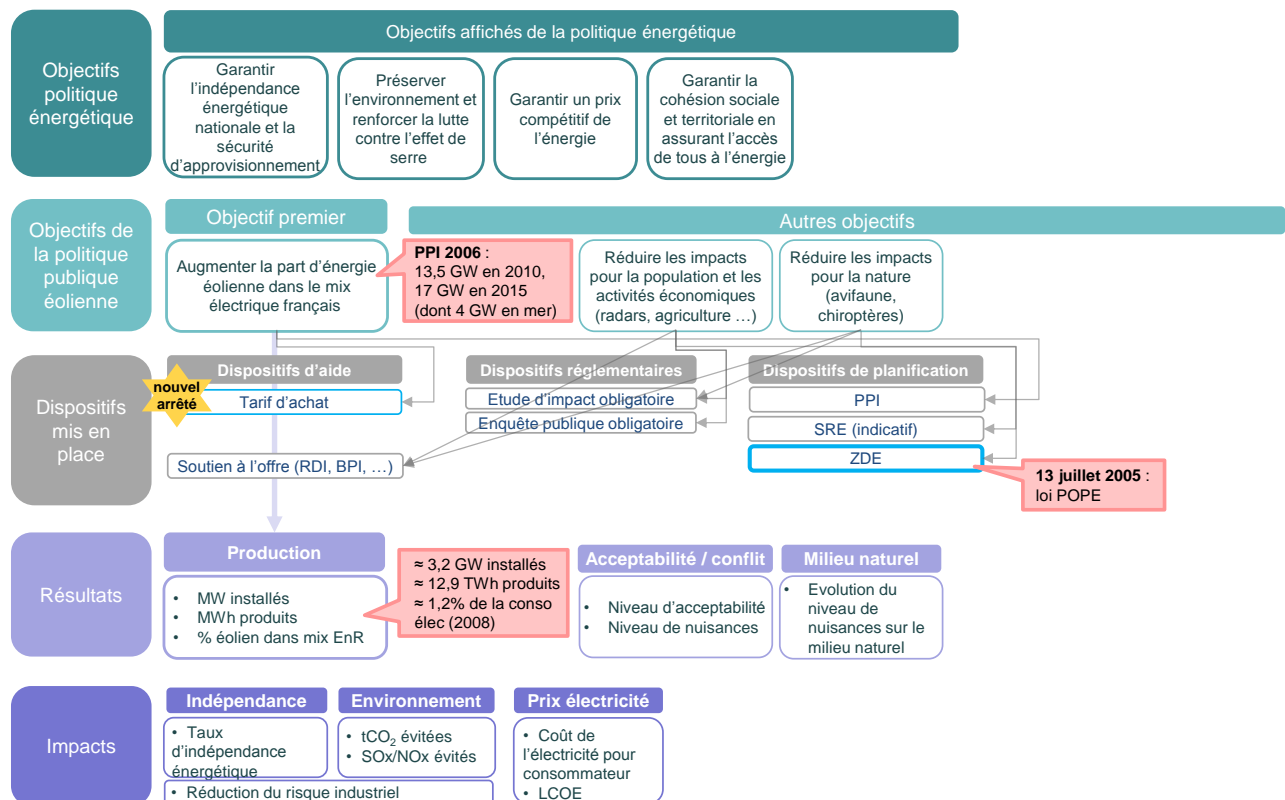 Objectifs
politique
énergétique
Objectifs affichés de la politique énergétique
Garantir
l'indépendance
énergétique
nationale et la
sécurité
d'approvisionnement
Préserver
l'environnement et
renforcer la lutte
contre l'effet de
serre
Garantir un prix
compétitif de
l'énergie
Garantir la
cohésion sociale
et territoriale en
assurant l'accès
de tous à l'énergie
Objectifs de
la politique
publique
éolienne
Objectif premier
Autres objectifs
Augmenter la part d'énergie
éolienne dans le mix
électrique français
PPI 2006 :
13,5 GW en 2010,
17 GW en 2015
(dont 4 GW en mer)
Réduire les impacts
pour la population et les
activités économiques
(radars, agriculture …)
Réduire les impacts
pour la nature
(avifaune,
chiroptères)
Dispositifs
mis en
place
Dispositifs d'aide
nouvel
arrêté
Tarif d'achat
Soutien à l'offre (RDI, BPI, …)
Dispositifs réglementaires
Etude d'impact obligatoire
Enquête publique obligatoire
Dispositifs de planification
PPI
SRE (indicatif)
ZDE
13 juillet 2005 :
loi POPE
Résultats
Production
• MW installés
• MWh produits
• % éolien dans mix EnR
≈ 3,2 GW installés
≈ 12,9 TWh produits
≈ 1,2% de la conso
élec (2008)
Acceptabilité / conflit
• Niveau d'acceptabilité
• Niveau de nuisances
Milieu naturel
• Evolution du
niveau de
nuisances sur le
milieu naturel
Impacts
Indépendance
• Taux
d'indépendance
énergétique
Environnement
• tCO₂ évitées
• SOx/NOx évités
• Réduction du risque industriel
Prix électricité
• Coût de
l'électricité pour
consommateur
• LCOE